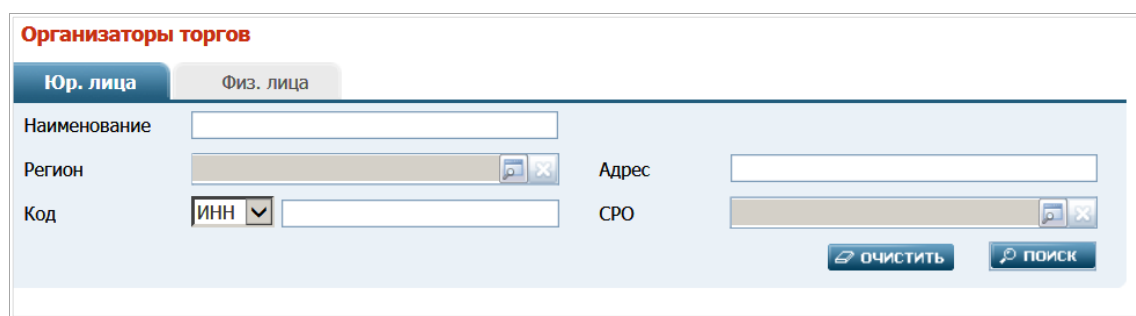 Организаторы торгов
Юр. лица Физ. лица
Наименование
Регион Адрес
Код ИНН СРО
ОЧИСТИТЬ ПОИСК